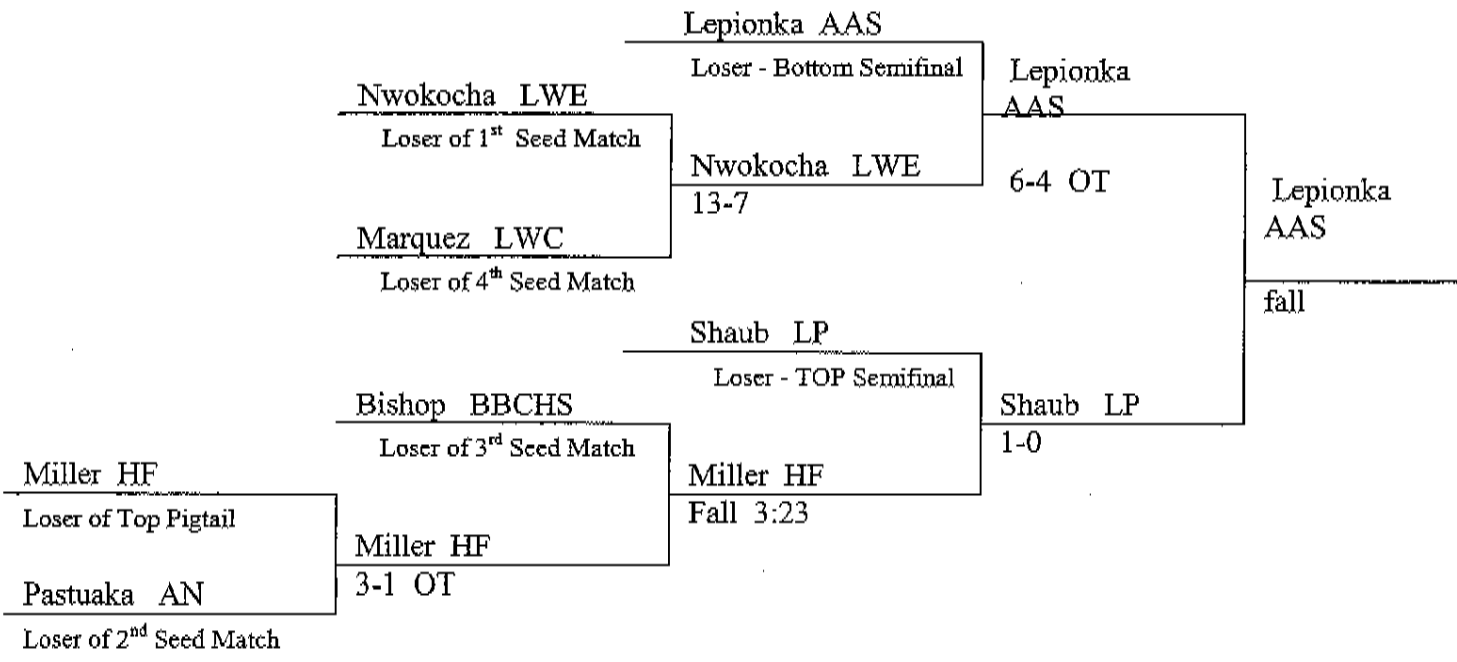 Lepionka AAS
Loser - Bottom Semifinal
Lepionka
AAS
Nwokocha LWE
Loser of 1st Seed Match
Nwokocha LWE
13-7
6-4 OT
Lepionka
AAS
Marquez LWC
Loser of 4th Seed Match
fall
Shaub LP
Loser - TOP Semifinal
Bishop BBCHS
Loser of 3rd Seed Match
Shaub LP
1-0
Miller HF
Loser of Top Pigtail
Miller HF
Fall 3:23
Miller HF
3-1 OT
Pastuaka AN
Loser of 2nd Seed Match